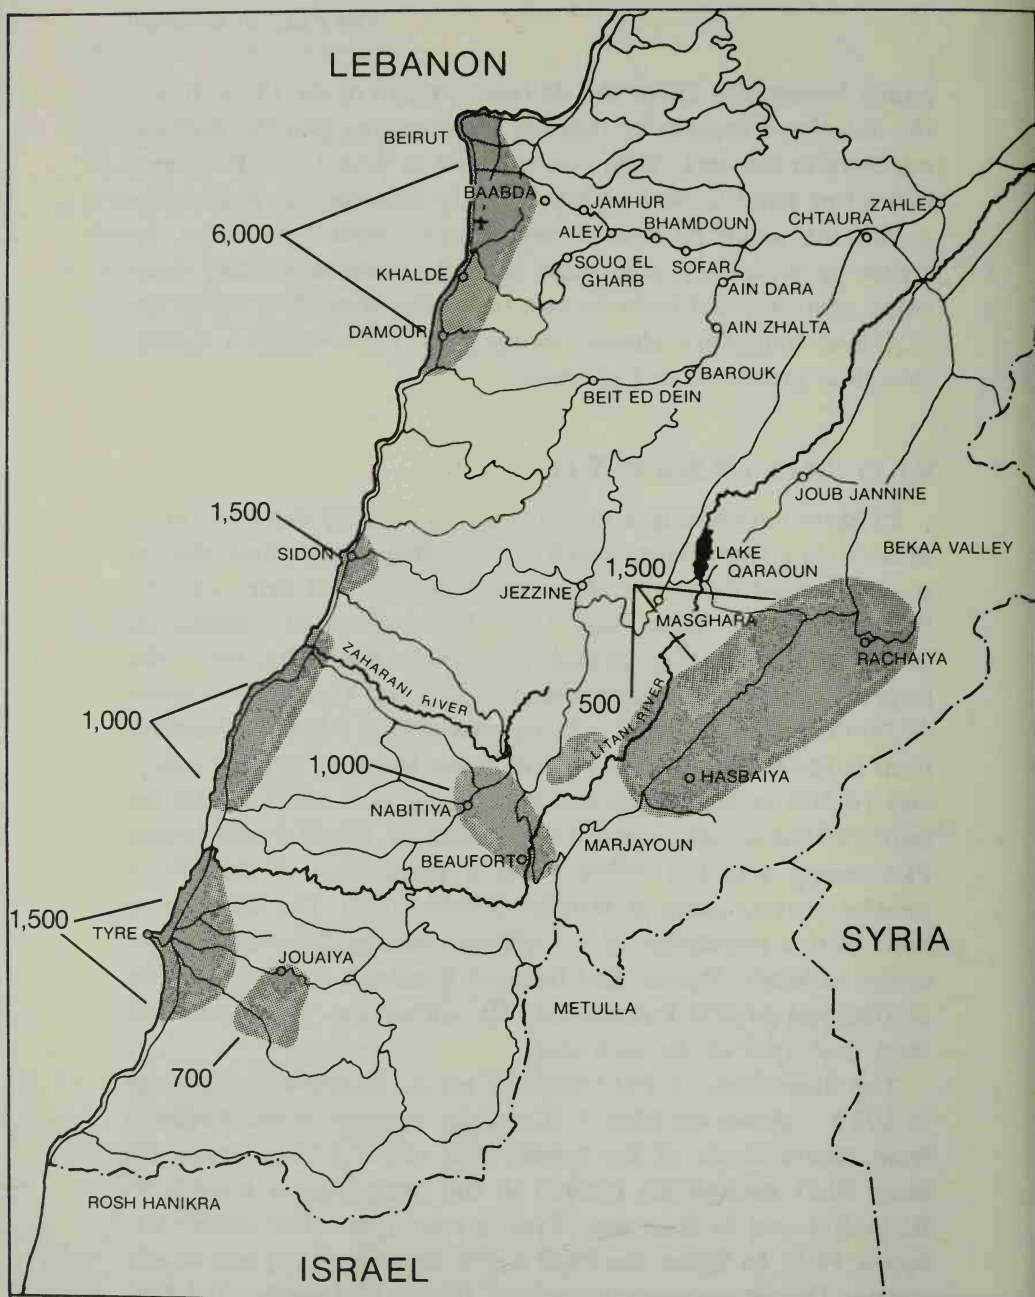 LEBANON
BEIRUT
BAABDA
JAMHUR
ZAHLE
6,000
ALEY
BHAMDOUN
CHTAURA
KHALDE
SOUQ EL
GHARB
SOFAR
AIN DARA
DAMOUR
AIN ZHALTA
BAROUK
BEIT ED DEIN
JOUB JANNINE
1,500
SIDON
LAKE
QARAOUN
BEKAA VALLEY
1,500
JEZZINE
MASGHARA
RACHAIYA
ZAHARANI RIVER
1,000
500
LITANI RIVER
1,000
HASBAIYA
NABITIYA
MARJAYOUN
BEAUFORT
1,500
TYRE
SYRIA
JOUAIYA
METULLA
700
ROSH HANIKRA
ISRAEL